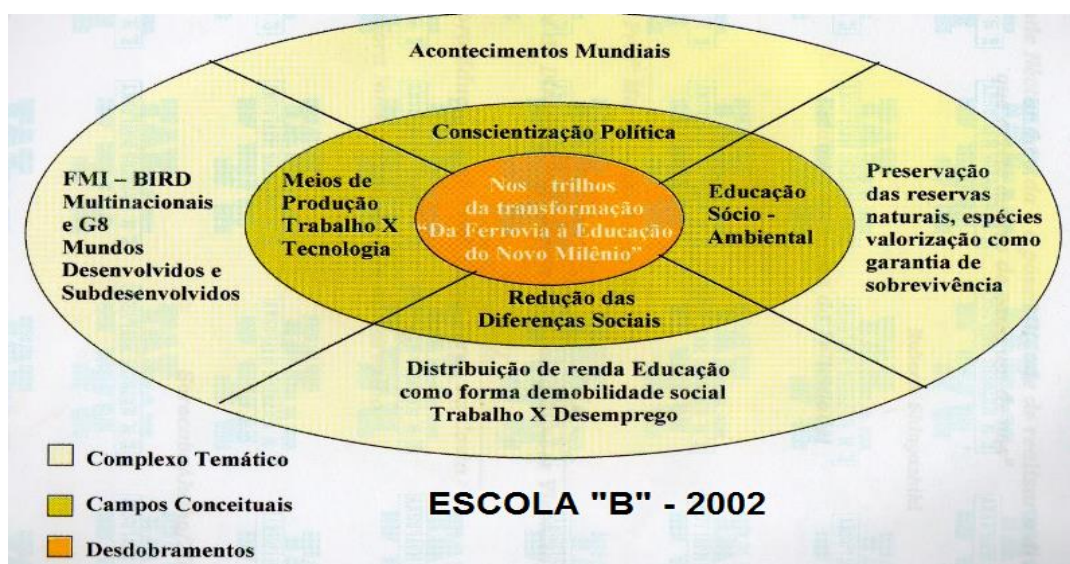 Acontecimentos Mundiais
Conscientização Política
FMI – BIRD
Multinacionais
e G8
Mundos
Desenvolvidos e
Subdesenvolvidos
Meios de
Produção
Trabalho X
Tecnologia
Nos trilhos
da transformação
“Da Ferrovia à Educação
do Novo Milênio”
Educação
Sócio -
Ambiental
Preservação
das reservas
naturais, espécies
valorização como
garantia de
sobrevivência
Redução das
Diferenças Sociais
Distribuição de renda Educação
como forma demobilidade social
Trabalho X Desemprego
Complexo Temático
Campos Conceituais
Desdobramentos
ESCOLA "B" - 2002